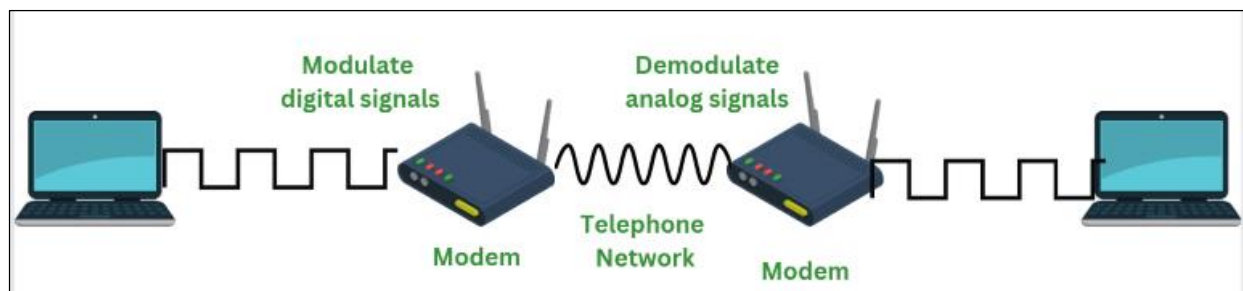 Modulate
digital signals
Demodulate
analog signals
Modem
Telephone
Network
Modem